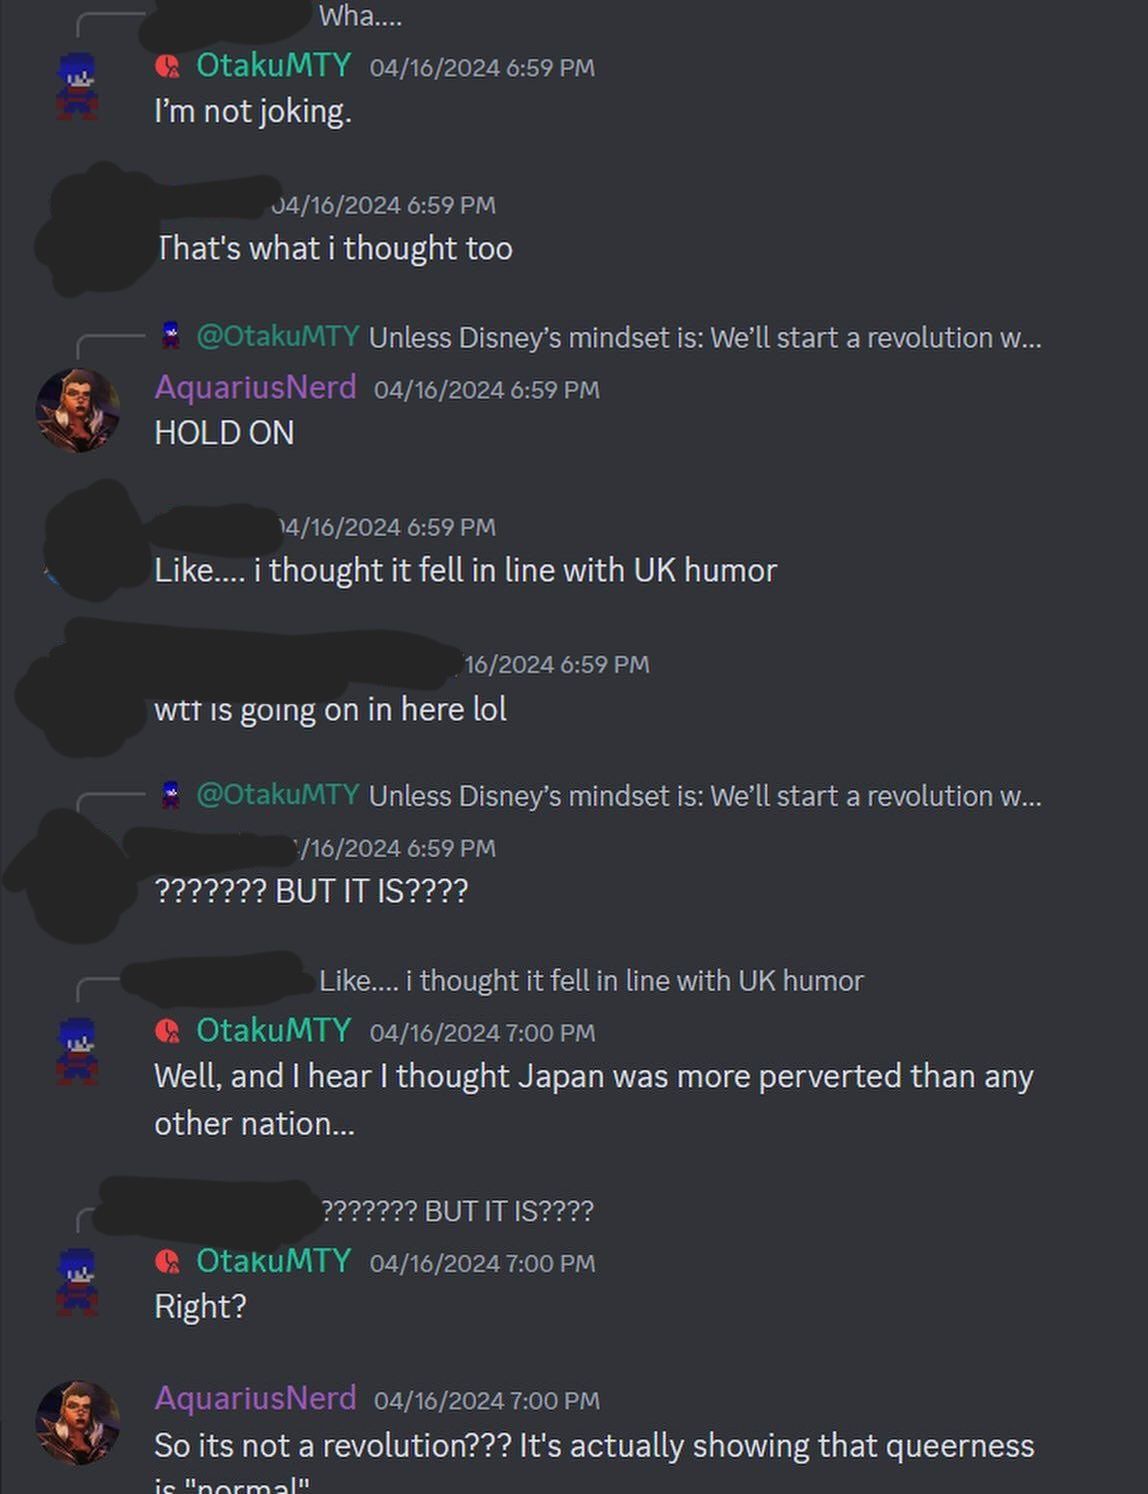 Wha....
OtakuMTY 04/16/2024 6:59 PM
I'm not joking.
04/16/2024 6:59 PM
That's what i thought too
@OtakuMTY Unless Disney's mindset is: We'll start a revolution w...
AquariusNerd 04/16/2024 6:59 PM
HOLD ON
04/16/2024 6:59 PM
Like.... i thought it fell in line with UK humor
16/2024 6:59 PM
wtf is going on in here lol
@OtakuMTY Unless Disney's mindset is: We'll start a revolution w...
/16/2024 6:59 PM
??????? BUT IT IS????
Like.... i thought it fell in line with UK humor
OtakuMTY 04/16/2024 7:00 PM
Well, and I hear I thought Japan was more perverted than any
other nation...
??????? BUT IT IS????
OtakuMTY 04/16/2024 7:00 PM
Right?
AquariusNerd 04/16/2024 7:00 PM
So its not a revolution??? It's actually showing that queerness
is "normal"